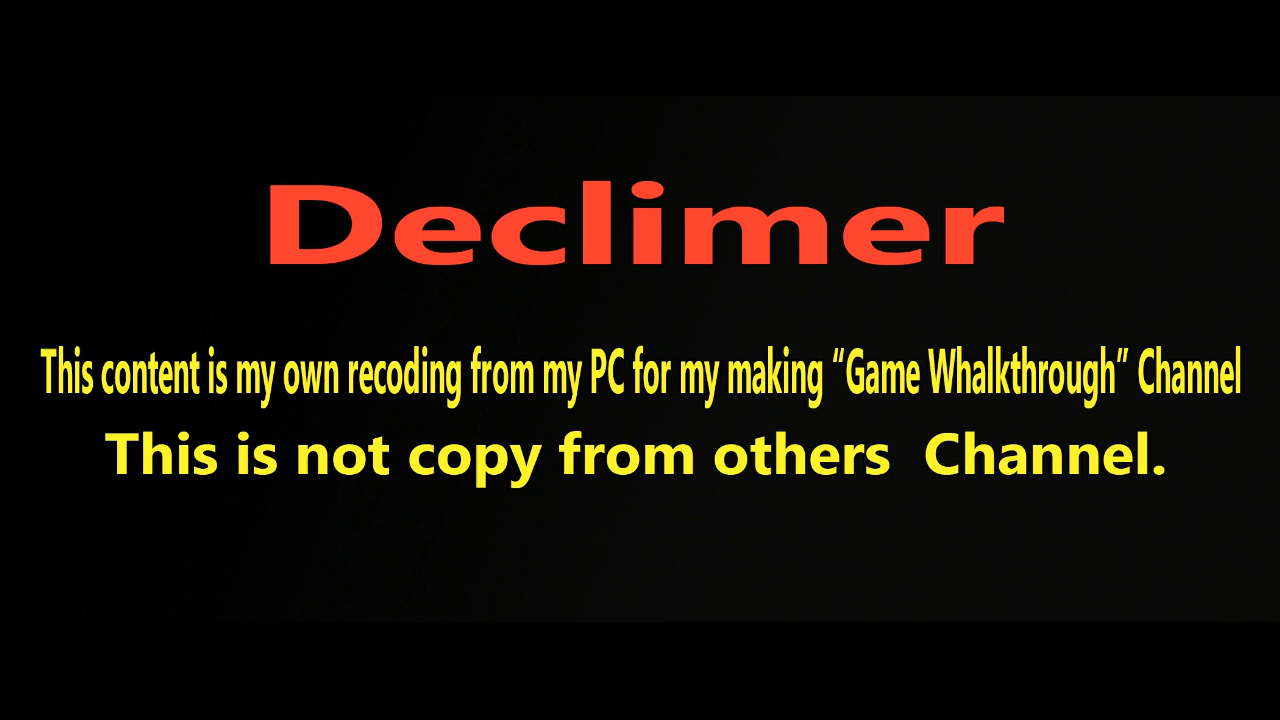 Declimer
This content is my own recoding from my PC for my making “Game Whalkthrough” Channel
This is not copy from others  Channel.